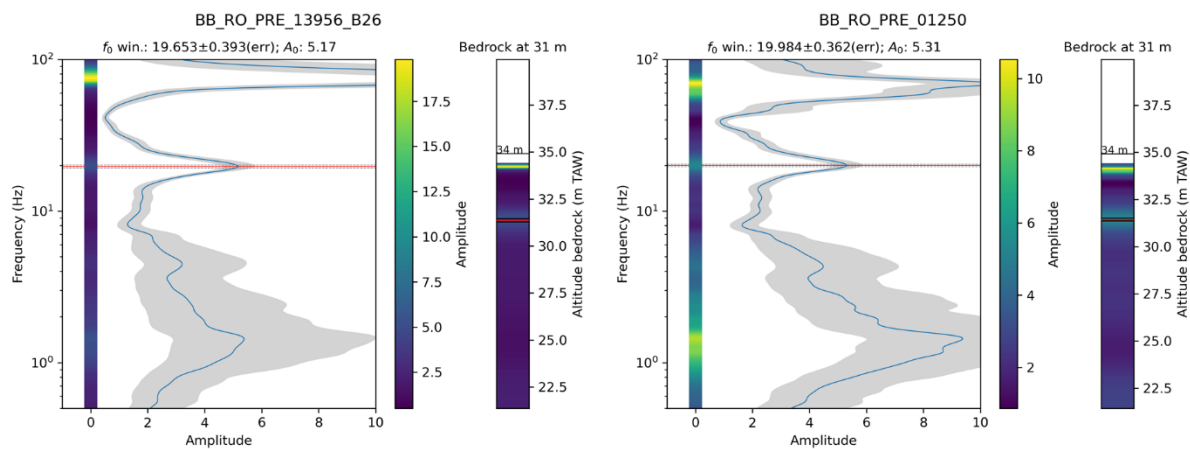 BB_RO_PRE_13956_B26
f₀ win.: 19.653±0.393(err); A₀: 5.17
Bedrock at 31 m
10²
10¹
10⁰
Frequency (Hz)
0 2 4 6 8 10
Amplitude
17.5
15.0
12.5
10.0
7.5
5.0
2.5
Amplitude
34 m
37.5
35.0
32.5
30.0
27.5
25.0
22.5
Altitude bedrock (m TAW)
BB_RO_PRE_01250
f₀ win.: 19.984±0.362(err); A₀: 5.31
Bedrock at 31 m
10²
10¹
10⁰
Frequency (Hz)
0 2 4 6 8 10
Amplitude
10
8
6
4
2
Amplitude
34 m
37.5
35.0
32.5
30.0
27.5
25.0
22.5
Altitude bedrock (m TAW)